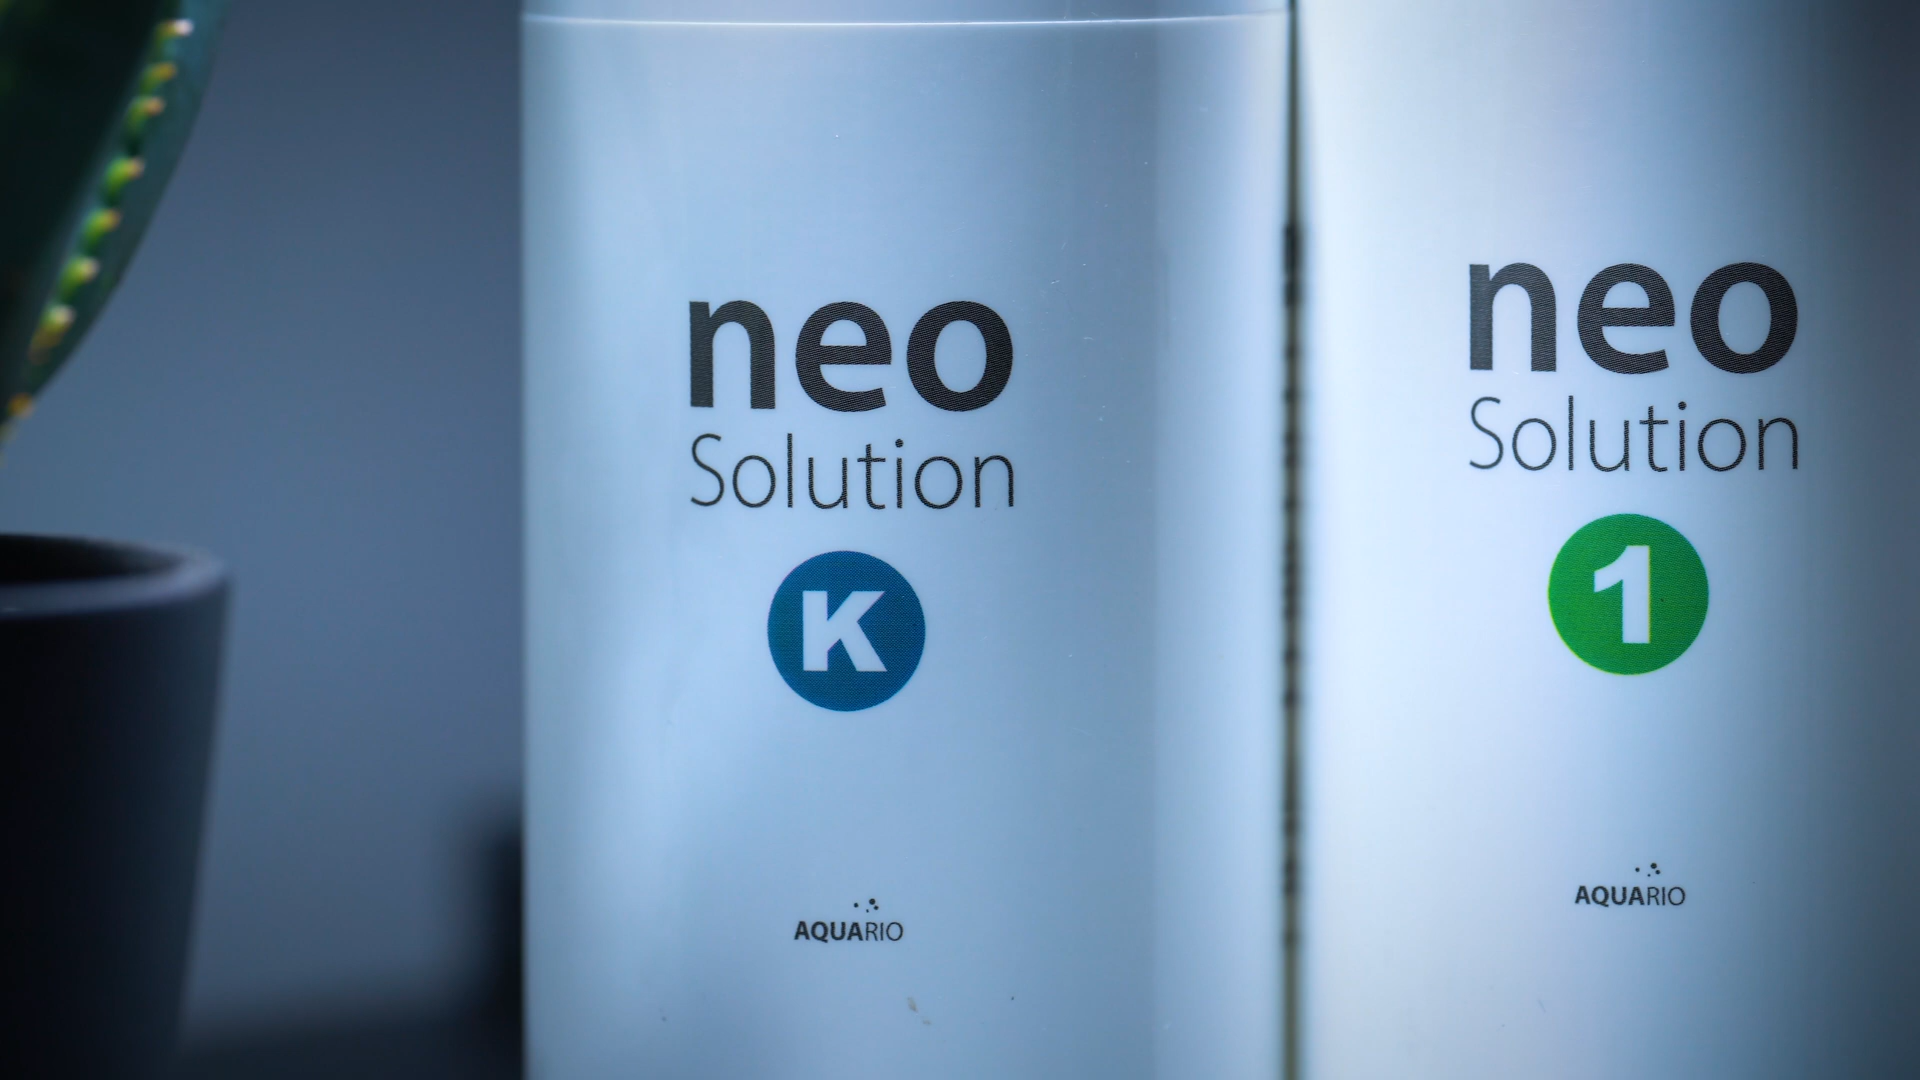 neo
Solution
K
AQUARIO
neo
Solution
1
AQUARIO